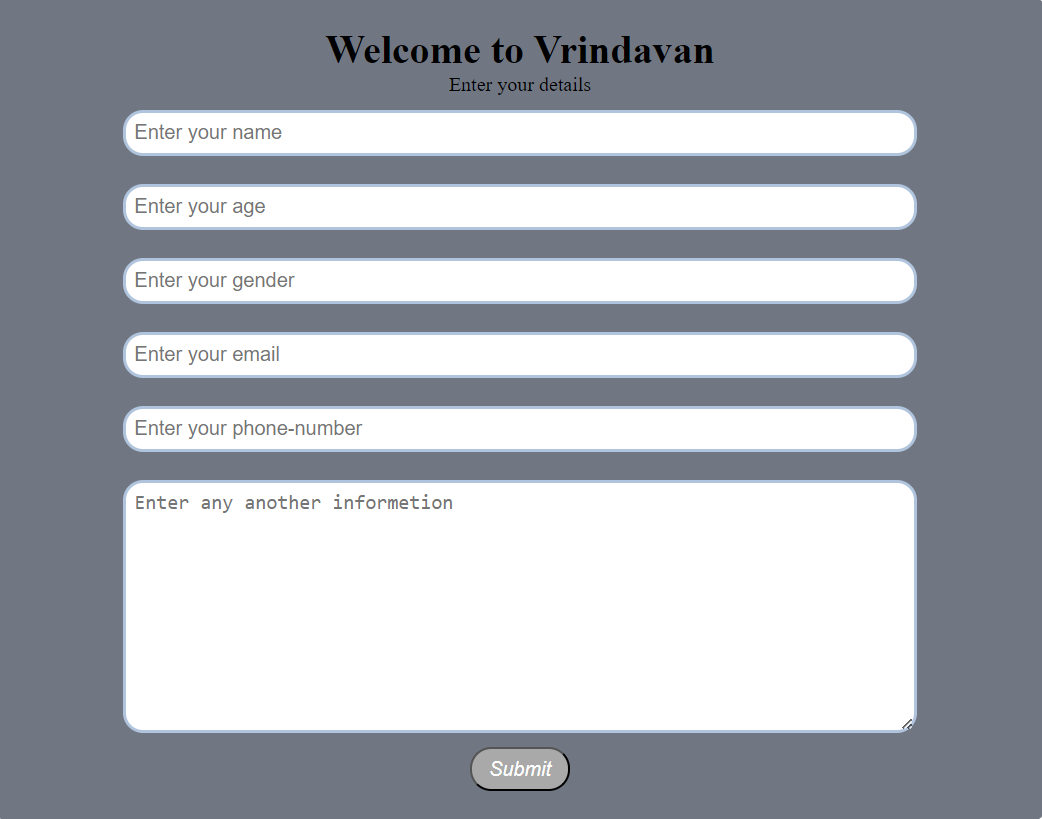 Welcome to Vrindavan
Enter your details
Enter your name
Enter your age
Enter your gender
Enter your email
Enter your phone-number
Enter any another informetion
Submit